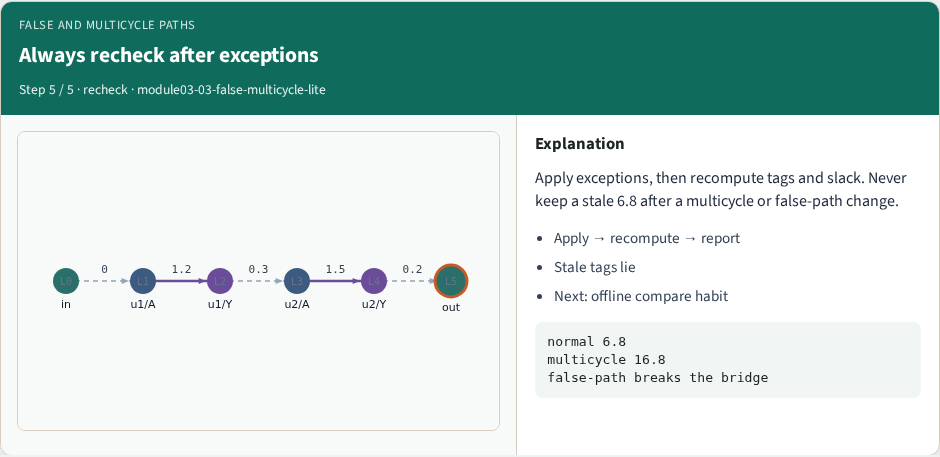 FALSE AND MULTICYCLE PATHS
Always recheck after exceptions
Step 5 / 5 · recheck · module03-03-false-multicycle-lite
0 1.2 0.3 1.5 0.2
L0 L1 L2 L3 L4 L5
in u1/A u1/Y u2/A u2/Y out
Explanation
Apply exceptions, then recompute tags and slack. Never
keep a stale 6.8 after a multicycle or false-path change.
• Apply → recompute → report
• Stale tags lie
• Next: offline compare habit
normal 6.8
multicycle 16.8
false-path breaks the bridge